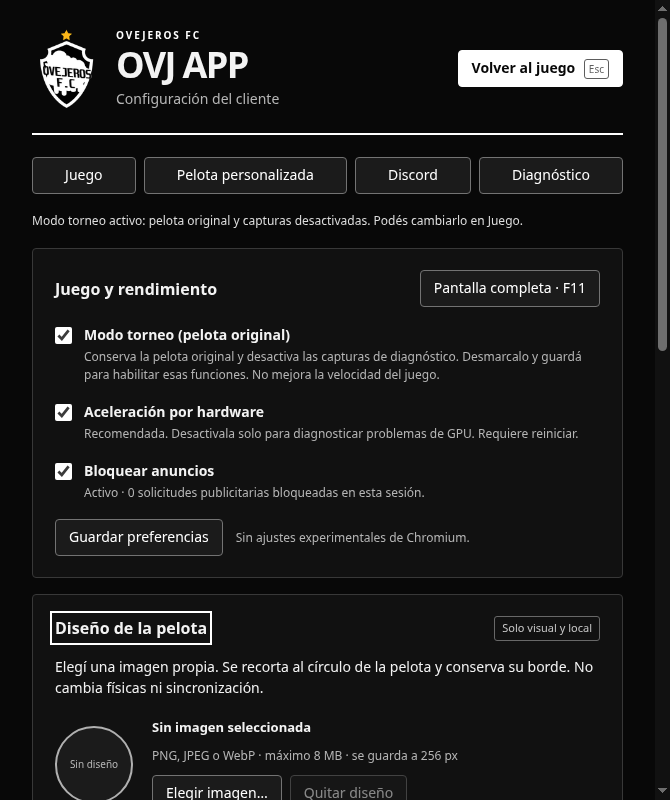 OVEJEROS
F.C.
OVEJEROS FC
OVJ APP
Configuración del cliente
Volver al juego Esc
Juego Pelota personalizada Discord Diagnóstico
Modo torneo activo: pelota original y capturas desactivadas. Podés cambiarlo en Juego.
Juego y rendimiento
Pantalla completa · F11
Modo torneo (pelota original)
Conserva la pelota original y desactiva las capturas de diagnóstico. Desmarcalo y guardá
para habilitar esas funciones. No mejora la velocidad del juego.
Aceleración por hardware
Recomendada. Desactivala solo para diagnosticar problemas de GPU. Requiere reiniciar.
Bloquear anuncios
Activo · 0 solicitudes publicitarias bloqueadas en esta sesión.
Guardar preferencias Sin ajustes experimentales de Chromium.
Diseño de la pelota
Solo visual y local
Elegí una imagen propia. Se recorta al círculo de la pelota y conserva su borde. No
cambia físicas ni sincronización.
Sin diseño
Sin imagen seleccionada
PNG, JPEG o WebP · máximo 8 MB · se guarda a 256 px
Elegir imagen... Quitar diseño